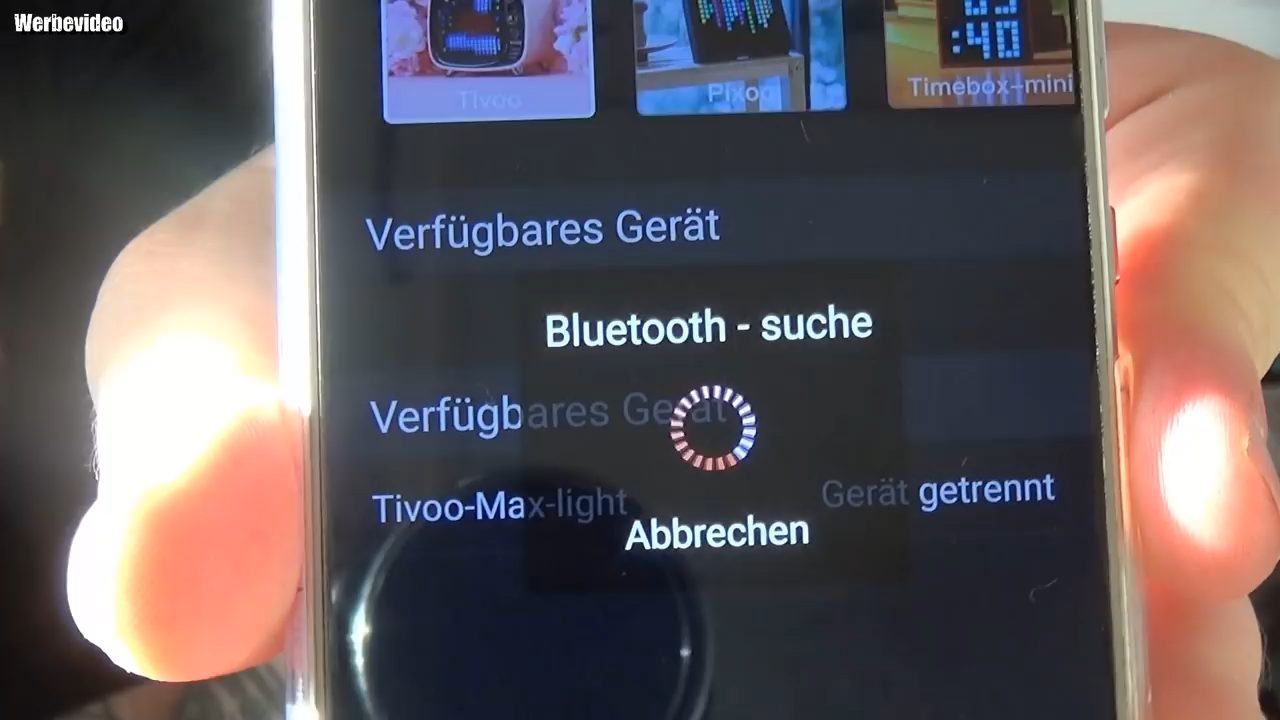 Werbevideo
Tivoo
Pixoo
Timebox-mini
:40
Verfügbares Gerät
Bluetooth - suche
Verfügbares Gerät
Tivoo-Max-light
Gerät getrennt
Abbrechen